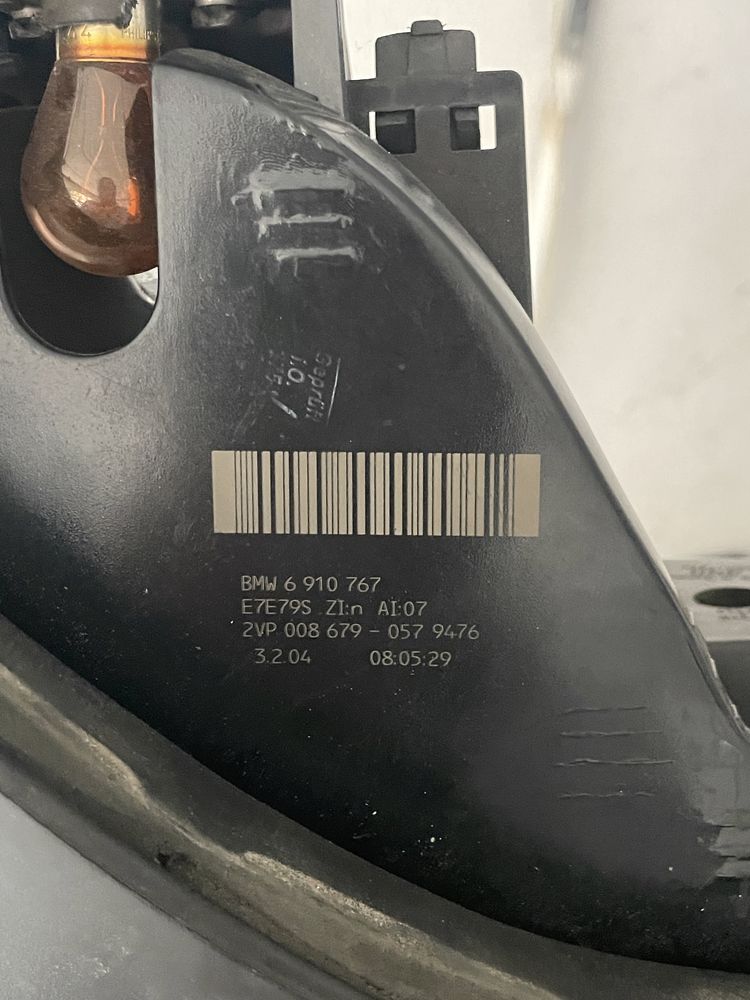 Geprüft
i.O.
BMW 6 910 767
E7E79S ZI:n AI:07
2VP 008 679 - 057 9476
3.2.04 08:05:29